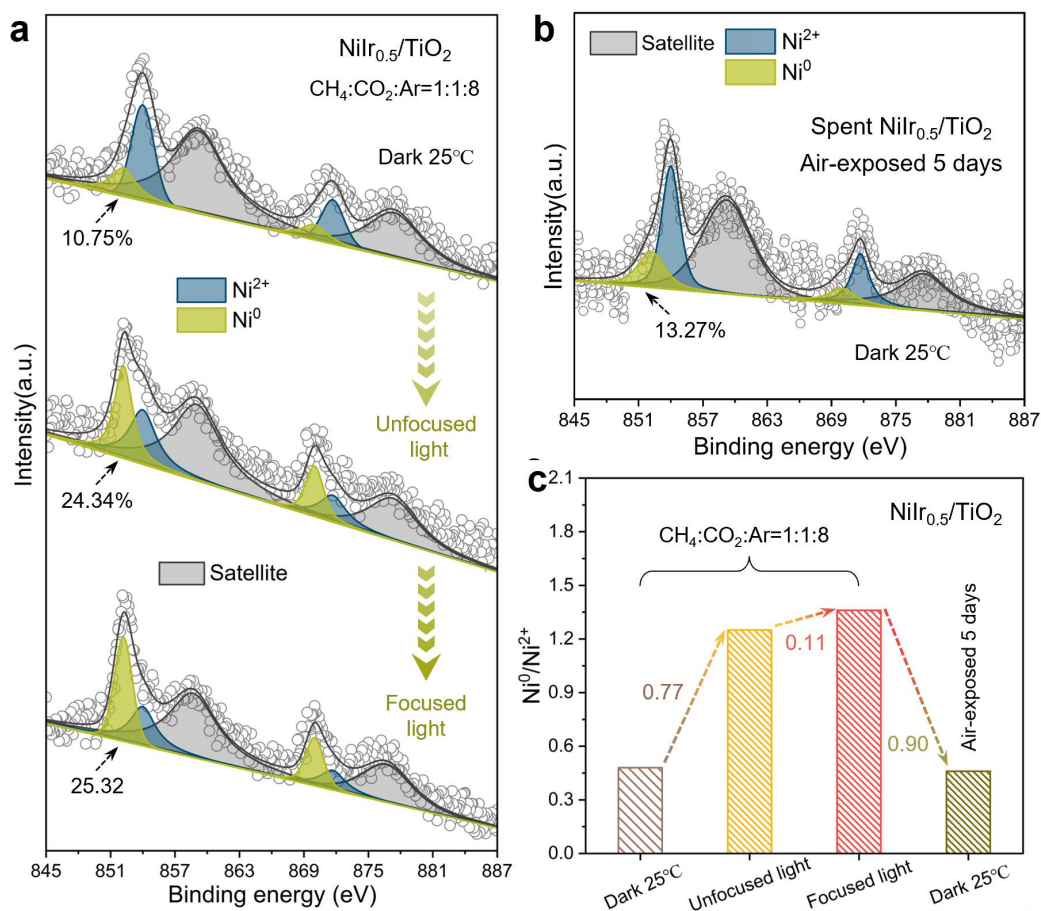 a
NiIr0.5/TiO2
CH4:CO2:Ar=1:1:8
Dark 25℃
10.75%
Ni2+
Ni0
Unfocused
light
24.34%
Satellite
Focused
light
25.32
Intensity(a.u.)
845 851 857 863 869 875 881 887
Binding energy (eV)
b
Satellite
Ni2+
Ni0
Spent NiIr0.5/TiO2
Air-exposed 5 days
13.27%
Dark 25℃
Intensity(a.u.)
845 851 857 863 869 875 881 887
Binding energy (eV)
c
NiIr0.5/TiO2
CH4:CO2:Ar=1:1:8
2.1
1.8
1.5
1.2
0.9
0.6
0.3
0.0
Ni0/Ni2+
0.77
0.11
0.90
Air-exposed 5 days
Dark 25℃
Unfocused light
Focused light
Dark 25℃